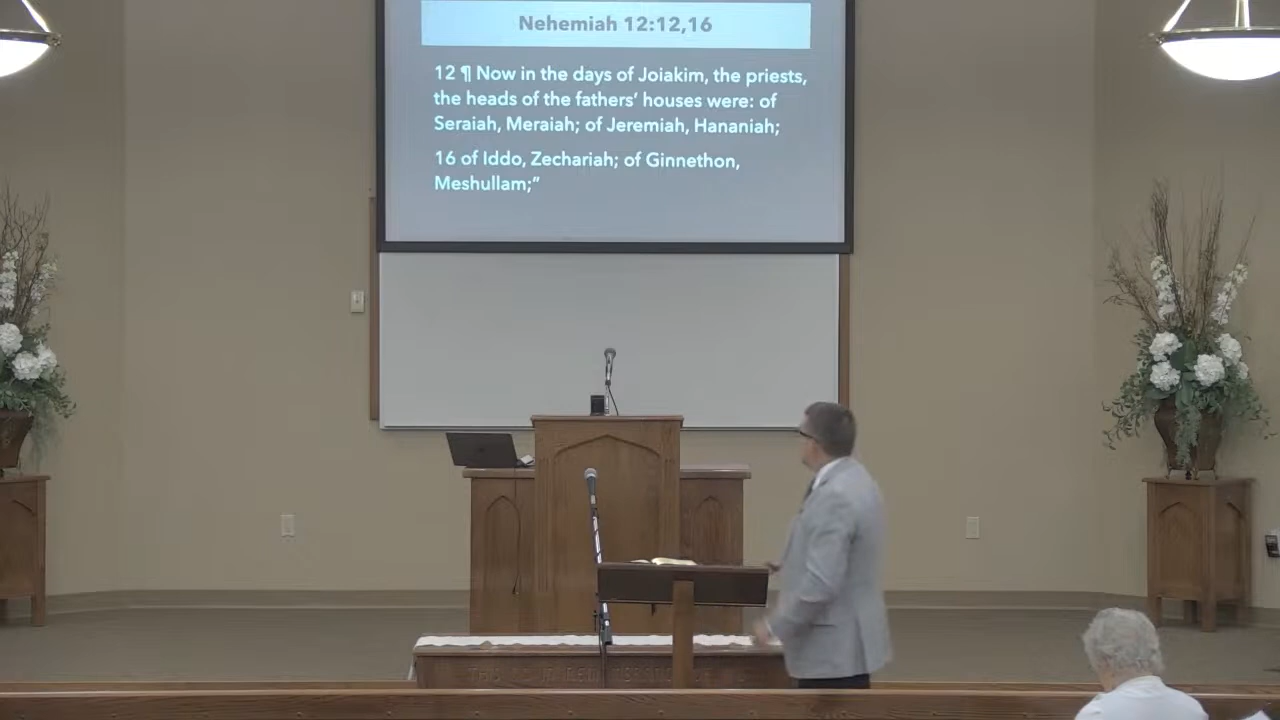 Nehemiah 12:12,16
12 ¶ Now in the days of Joiakim, the priests,
the heads of the fathers’ houses were: of
Seraiah, Meraiah; of Jeremiah, Hananiah;
16 of Iddo, Zechariah; of Ginnethon,
Meshullam;”